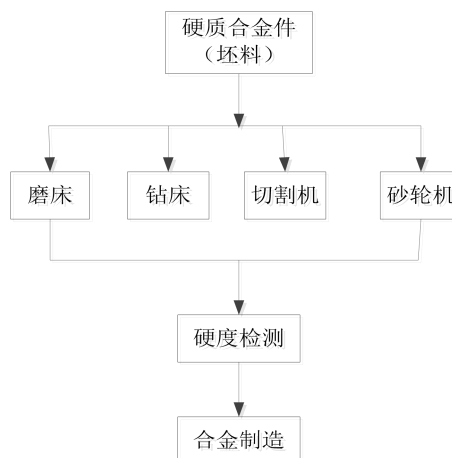 硬质合金件
（坯料）
磨床
钻床
切割机
砂轮机
硬度检测
合金制造